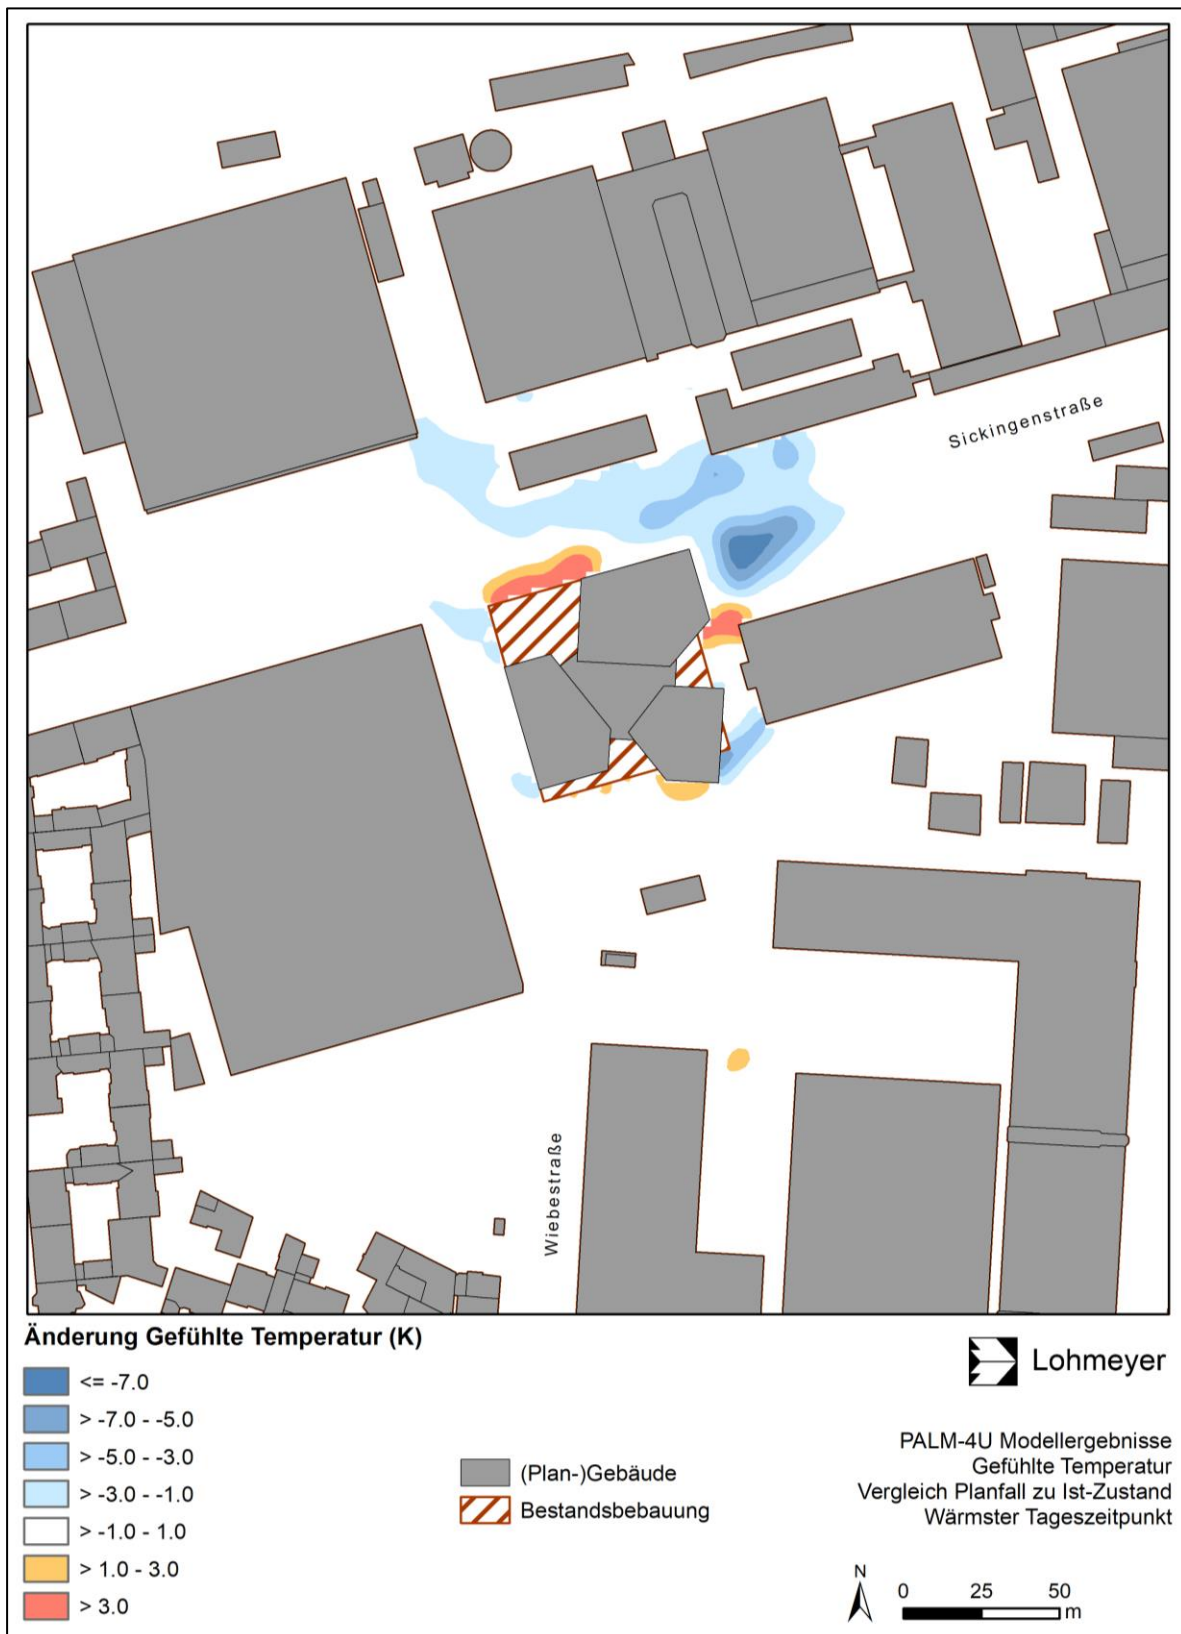 Sickingenstraße
Wiebestraße
Änderung Gefühlte Temperatur (K)
<= -7.0
> -7.0 - -5.0
> -5.0 - -3.0
> -3.0 - -1.0
> -1.0 - 1.0
> 1.0 - 3.0
> 3.0
(Plan-)Gebäude
Bestandsbebauung
Lohmeyer
PALM-4U Modellergebnisse
Gefühlte Temperatur
Vergleich Planfall zu Ist-Zustand
Wärmster Tageszeitpunkt
N
0 25 50
m